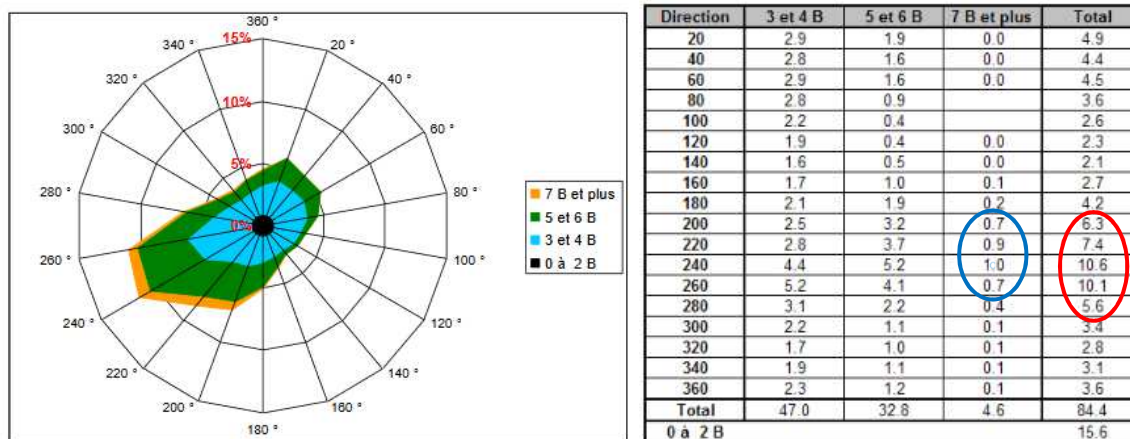 360 °
20 °
40 °
60 °
80 °
100 °
120 °
140 °
160 °
180 °
200 °
220 °
240 °
260 °
280 °
300 °
320 °
340 °
15%
10%
5%
0%
7 B et plus
5 et 6 B
3 et 4 B
0 à 2 B
Direction 3 et 4 B 5 et 6 B 7 B et plus Total
20 2.9 1.9 0.0 4.9
40 2.8 1.6 0.0 4.4
60 2.9 1.6 0.0 4.5
80 2.8 0.9 3.6
100 2.2 0.4 2.6
120 1.9 0.4 0.0 2.3
140 1.6 0.5 0.0 2.1
160 1.7 1.0 0.1 2.7
180 2.1 1.9 0.2 4.2
200 2.5 3.2 0.7 6.3
220 2.8 3.7 0.9 7.4
240 4.4 5.2 1.0 10.6
260 5.2 4.1 0.7 10.1
280 3.1 2.2 0.4 5.6
300 2.2 1.1 0.1 3.4
320 1.7 1.0 0.1 2.8
340 1.9 1.1 0.1 3.1
360 2.3 1.2 0.1 3.6
Total 47.0 32.8 4.6 84.4
0 à 2 B 15.6